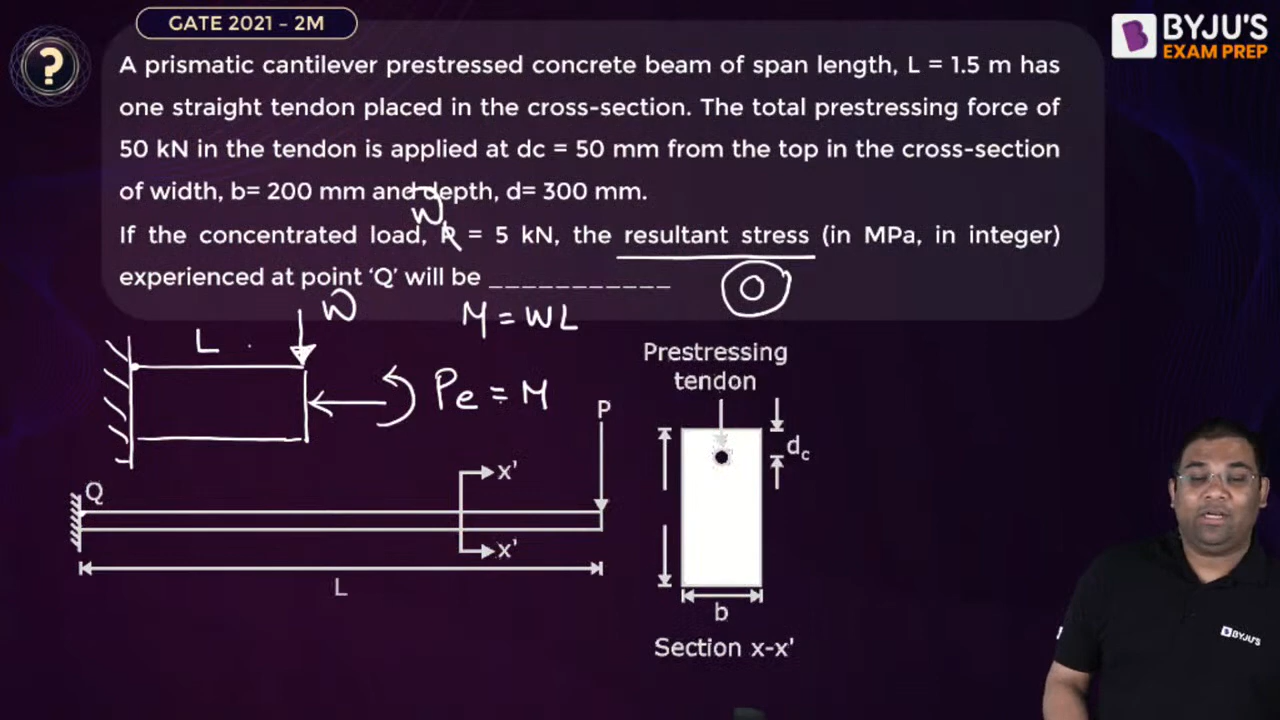 GATE 2021 - 2M
BYJU'S
EXAM PREP
?
A prismatic cantilever prestressed concrete beam of span length, L = 1.5 m has
one straight tendon placed in the cross-section. The total prestressing force of
50 kN in the tendon is applied at dc = 50 mm from the top in the cross-section
of width, b= 200 mm and depth, d= 300 mm.
W
If the concentrated load, P = 5 kN, the resultant stress (in MPa, in integer)
experienced at point 'Q' will be ____________
0
W
M = WL
L
Pe = M
Prestressing
tendon
P
dc
x'
Q
x'
L
b
Section x-x'
BYJU'S